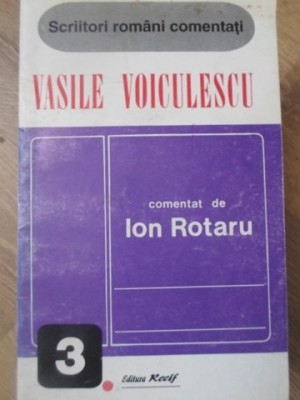 Scriitori români comentați
VASILE VOICULESCU
comentat de
Ion Rotaru
3
Editura Recif